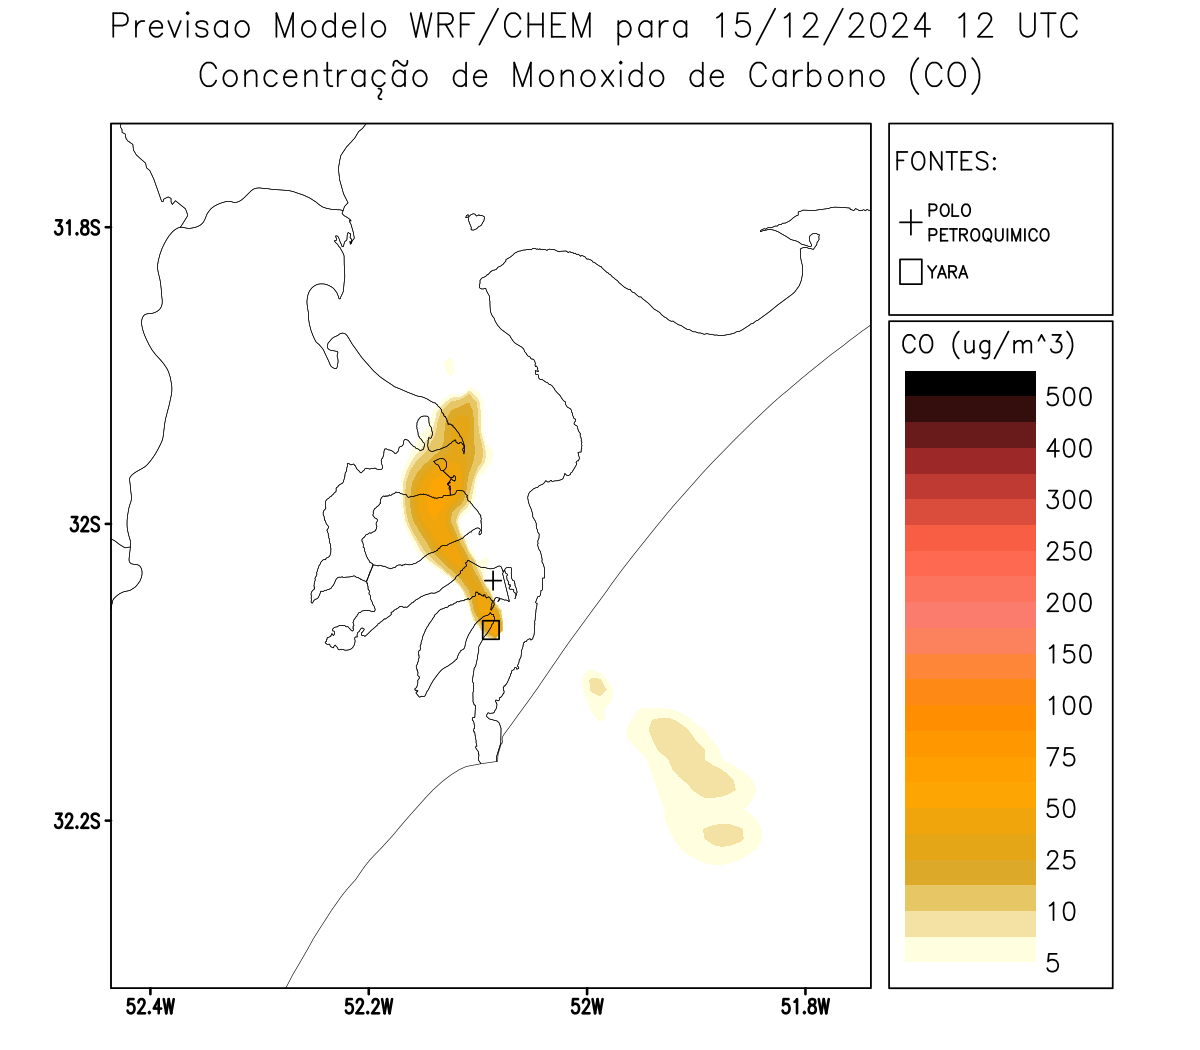 Previsao Modelo WRF/CHEM para 15/12/2024 12 UTC
Concentração de Monoxido de Carbono (CO)
FONTES:
POLO
PETROQUIMICO
YARA
CO (ug/m^3)
500
400
300
250
200
150
100
75
50
25
10
5
31.8S
32S
32.2S
52.4W
52.2W
52W
51.8W